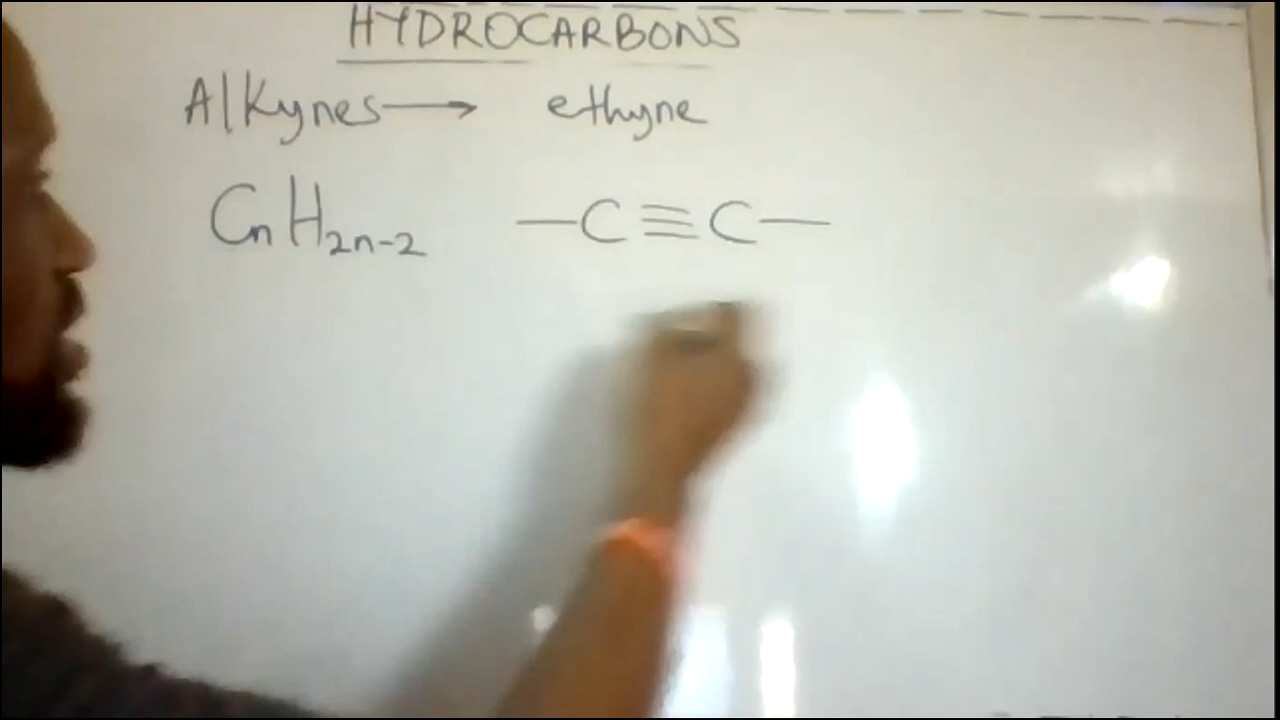 HYDROCARBONS
Alkynes → ethyne
CnH2n-2 —C≡C—